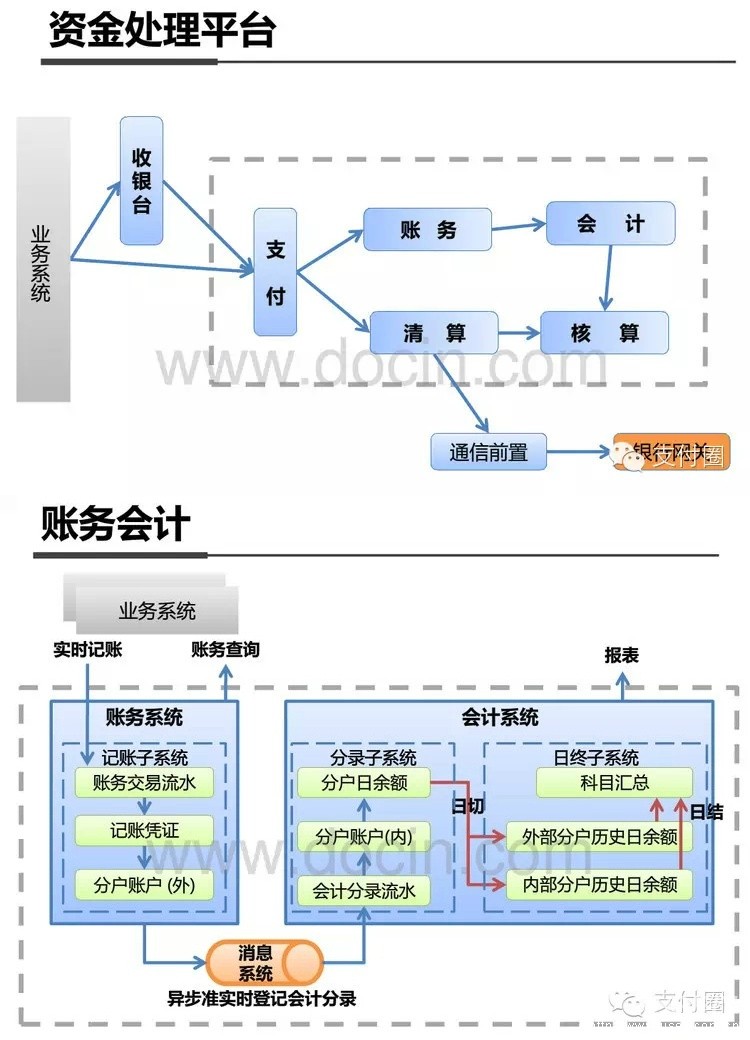 资金处理平台
收银台
业务系统
支付
账 务
会 计
清 算
核 算
www.docin.com
通信前置
银行网关
支付圈
账务会计
业务系统
实时记账
账务查询
报表
账务系统
会计系统
记账子系统
分录子系统
日终子系统
账务交易流水
分户日余额
科目汇总
日切
日结
记账凭证
分户账户(内)
外部分户历史日余额
www.docin.com
分户账户 (外)
会计分录流水
内部分户历史日余额
消息
系统
异步准实时登记会计分录
支付圈